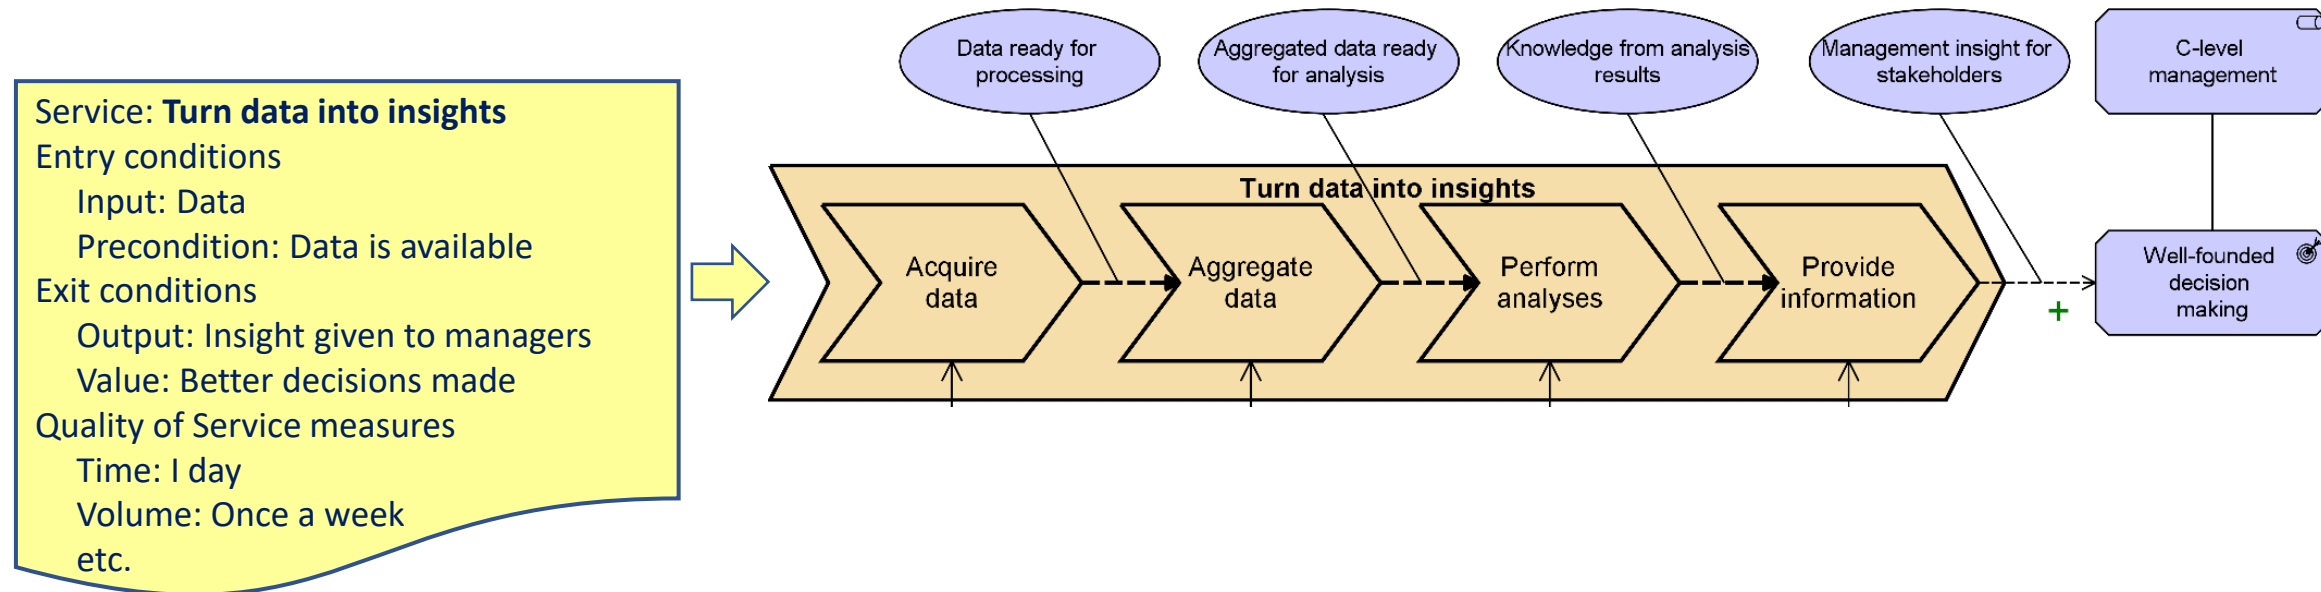 Service: Turn data into insights
Entry conditions
Input: Data
Precondition: Data is available
Exit conditions
Output: Insight given to managers
Value: Better decisions made
Quality of Service measures
Time: I day
Volume: Once a week
etc.
Data ready for
processing
Aggregated data ready
for analysis
Knowledge from analysis
results
Management insight for
stakeholders
C-level
management
Turn data into insights
Acquire
data
Aggregate
data
Perform
analyses
Provide
information
+
Well-founded
decision
making